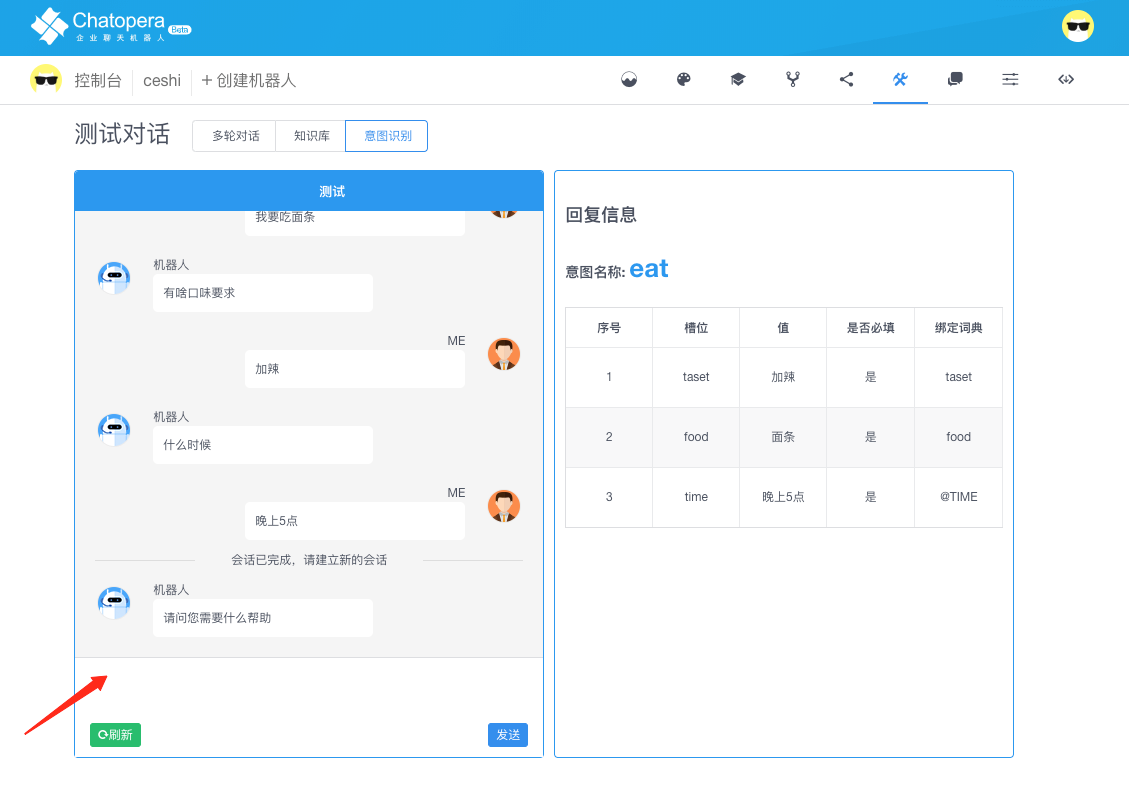 Chatopera Beta
企业聊天机器人
控制台 ceshi + 创建机器人
测试对话 多轮对话 知识库 意图识别
测试
我要吃面条
机器人
有啥口味要求
ME
加辣
机器人
什么时候
ME
晚上5点
会话已完成，请建立新的会话
机器人
请问您需要什么帮助
刷新 发送
回复信息
意图名称: eat
序号 槽位 值 是否必填 绑定词典
1 taset 加辣 是 taset
2 food 面条 是 food
3 time 晚上5点 是 @TIME